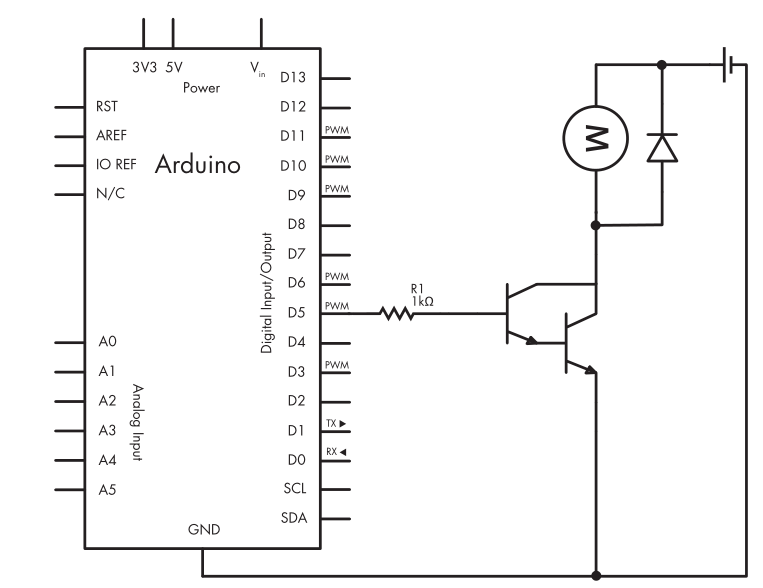 3V3 5V Vin
Power
D13
RST D12
AREF D11 PWM
IO REF Arduino D10 PWM
N/C D9 PWM
D8
D7
D6 PWM
D5 PWM
Digital Input/Output
R1
1kΩ
M
A0 D4
A1 D3 PWM
A2 D2
A3 D1 TX ▶
A4 D0 RX ◀
A5 SCL
Analog Input
SDA
GND